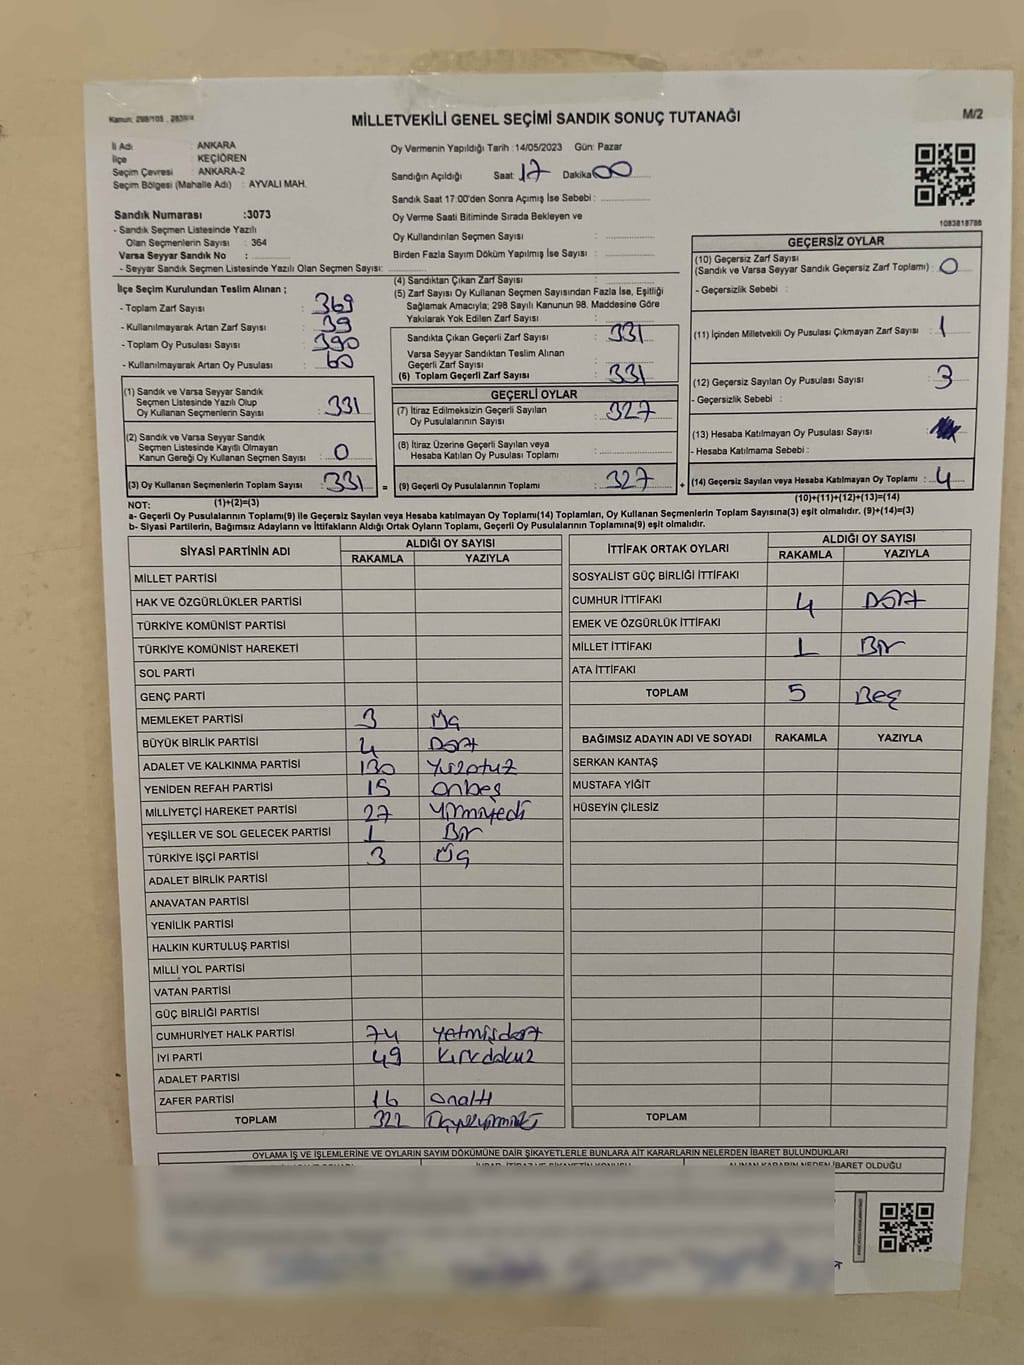 Kanun: 298/105 , 2839/4
MİLLETVEKİLİ GENEL SEÇİMİ SANDIK SONUÇ TUTANAĞI
M/2
İl Adı : ANKARA
İlçe : KEÇİÖREN
Seçim Çevresi : ANKARA-2
Seçim Bölgesi (Mahalle Adı) : AYVALI MAH.
Oy Vermenin Yapıldığı Tarih :14/05/2023 Gün: Pazar
Sandığın Açıldığı Saat: 17 Dakika 00
Sandık Saat 17:00'den Sonra Açımış İse Sebebi :
Sandık Numarası :3073
- Sandık Seçmen Listesinde Yazılı
Olan Seçmenlerin Sayısı : 364
Varsa Seyyar Sandık No :
- Seyyar Sandık Seçmen Listesinde Yazılı Olan Seçmen Sayısı:
Oy Verme Saati Bitiminde Sırada Bekleyen ve
Oy Kullandırılan Seçmen Sayısı :
Birden Fazla Sayım Döküm Yapılmış İse Sayısı :
1083818786
İlçe Seçim Kurulundan Teslim Alınan ;
- Toplam Zarf Sayısı : 369
- Kullanılmayarak Artan Zarf Sayısı : 39
- Toplam Oy Pusulası Sayısı : 390
- Kullanılmayarak Artan Oy Pusulası : 60
(4) Sandıktan Çıkan Zarf Sayısı :
(5) Zarf Sayısı Oy Kullanan Seçmen Sayısından Fazla İse, Eşitliği
Sağlamak Amacıyla; 298 Sayılı Kanunun 98. Maddesine Göre
Yakılarak Yok Edilen Zarf Sayısı :
Sandıkta Çıkan Geçerli Zarf Sayısı : 331
Varsa Seyyar Sandıktan Teslim Alınan
Geçerli Zarf Sayısı :
(6) Toplam Geçerli Zarf Sayısı : 331
GEÇERSİZ OYLAR
(10) Geçersiz Zarf Sayısı
(Sandık ve Varsa Seyyar Sandık Geçersiz Zarf Toplamı) : 0
- Geçersizlik Sebebi :
(11) İçinden Milletvekili Oy Pusulası Çıkmayan Zarf Sayısı : 1
(12) Geçersiz Sayılan Oy Pusulası Sayısı : 3
- Geçersizlik Sebebi :
(13) Hesaba Katılmayan Oy Pusulası Sayısı :
- Hesaba Katılmama Sebebi :
(14) Geçersiz Sayılan veya Hesaba Katılmayan Oy Toplamı : 4
(10)+(11)+(12)+(13)=(14)
(1) Sandık ve Varsa Seyyar Sandık
Seçmen Listesinde Yazılı Olup
Oy Kullanan Seçmenlerin Sayısı : 331
(2) Sandık ve Varsa Seyyar Sandık
Seçmen Listesinde Kayıtlı Olmayan
Kanun Gereği Oy Kullanan Seçmen Sayısı : 0
(3) Oy Kullanan Seçmenlerin Toplam Sayısı : 331 =
(1)+(2)=(3)
GEÇERLİ OYLAR
(7) İtiraz Edilmeksizin Geçerli Sayılan
Oy Pusulalarının Sayısı : 327
(8) İtiraz Üzerine Geçerli Sayılan veya
Hesaba Katılan Oy Pusulası Toplamı :
(9) Geçerli Oy Pusulalarının Toplamı : 327 +
NOT:
a- Geçerli Oy Pusulalarının Toplamı(9) ile Geçersiz Sayılan veya Hesaba katılmayan Oy Toplamı(14) Toplamları, Oy Kullanan Seçmenlerin Toplam Sayısına(3) eşit olmalıdır. (9)+(14)=(3)
b- Siyasi Partilerin, Bağımsız Adayların ve İttifakların Aldığı Ortak Oyların Toplamı, Geçerli Oy Pusulalarının Toplamına(9) eşit olmalıdır.
SİYASİ PARTİNİN ADI ALDIĞI OY SAYISI
RAKAMLA YAZIYLA
MİLLET PARTİSİ
HAK VE ÖZGÜRLÜKLER PARTİSİ
TÜRKİYE KOMÜNİST PARTİSİ
TÜRKİYE KOMÜNİST HAREKETİ
SOL PARTİ
GENÇ PARTİ
MEMLEKET PARTİSİ 3 Üç
BÜYÜK BİRLİK PARTİSİ 4 Dört
ADALET VE KALKINMA PARTİSİ 130 Yüzotuz
YENİDEN REFAH PARTİSİ 15 onbeş
MİLLİYETÇİ HAREKET PARTİSİ 27 Yirmiyedi
YEŞİLLER VE SOL GELECEK PARTİSİ 1 Bir
TÜRKİYE İŞÇİ PARTİSİ 3 Üç
ADALET BİRLİK PARTİSİ
ANAVATAN PARTİSİ
YENİLİK PARTİSİ
HALKIN KURTULUŞ PARTİSİ
MİLLİ YOL PARTİSİ
VATAN PARTİSİ
GÜÇ BİRLİĞİ PARTİSİ
CUMHURİYET HALK PARTİSİ 74 Yetmişdört
İYİ PARTİ 49 Kırkdokuz
ADALET PARTİSİ
ZAFER PARTİSİ 16 onaltı
TOPLAM 322 Üçyüzyirmiiki
İTTİFAK ORTAK OYLARI ALDIĞI OY SAYISI
RAKAMLA YAZIYLA
SOSYALİST GÜÇ BİRLİĞİ İTTİFAKI
CUMHUR İTTİFAKI 4 Dört
EMEK VE ÖZGÜRLÜK İTTİFAKI
MİLLET İTTİFAKI 1 Bir
ATA İTTİFAKI
TOPLAM 5 Beş
BAĞIMSIZ ADAYIN ADI VE SOYADI RAKAMLA YAZIYLA
SERKAN KANTAŞ
MUSTAFA YİĞİT
HÜSEYİN ÇİLESİZ
TOPLAM
OYLAMA İŞ VE İŞLEMLERİNE VE OYLARIN SAYIM DÖKÜMÜNE DAİR ŞİKAYETLERLE BUNLARA AİT KARARLARIN NELERDEN İBARET BULUNDUKLARI
ALINAN KARARIN NEDEN İBARET OLDUĞU